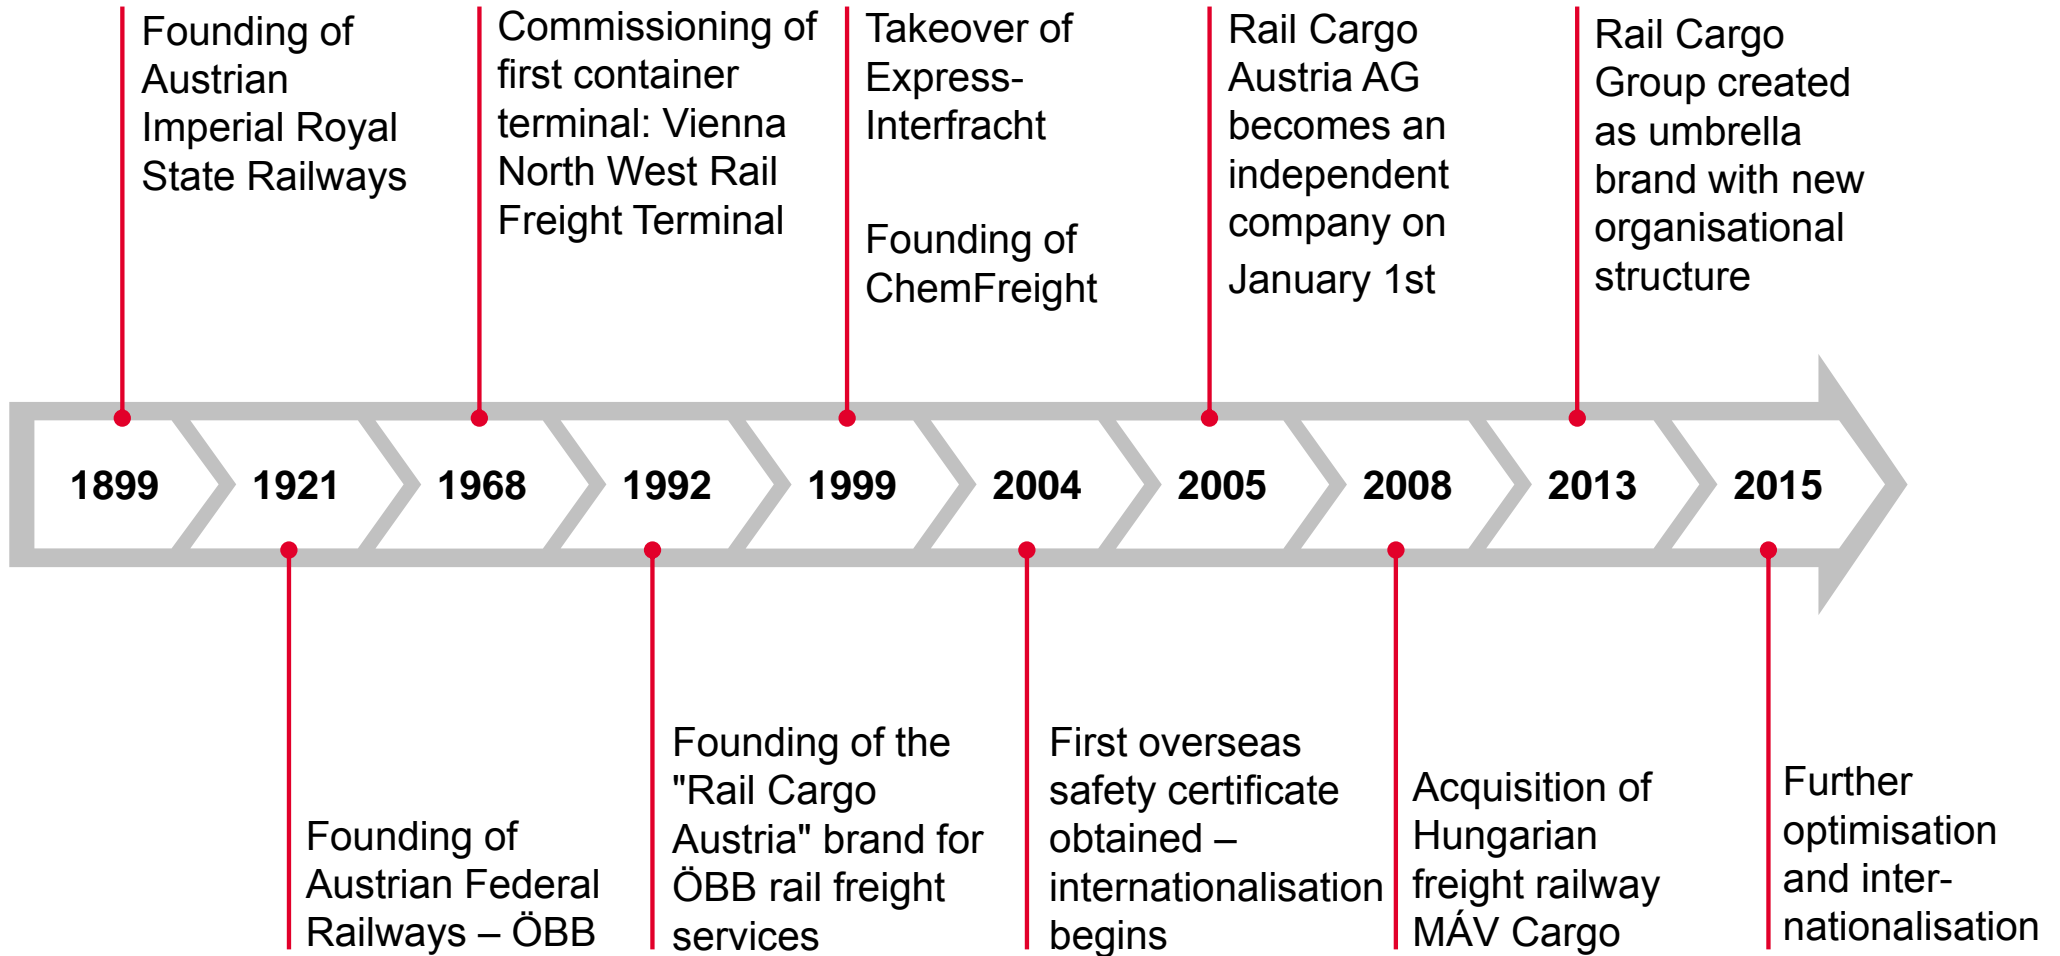 Founding of
Austrian
Imperial Royal
State Railways
Commissioning of
first container
terminal: Vienna
North West Rail
Freight Terminal
Takeover of
Express-
Interfracht
Founding of
ChemFreight
Rail Cargo
Austria AG
becomes an
independent
company on
January 1st
Rail Cargo
Group created
as umbrella
brand with new
organisational
structure
1899
1921
1968
1992
1999
2004
2005
2008
2013
2015
Founding of
Austrian Federal
Railways – ÖBB
Founding of the
"Rail Cargo
Austria" brand for
ÖBB rail freight
services
First overseas
safety certificate
obtained –
internationalisation
begins
Acquisition of
Hungarian
freight railway
MÁV Cargo
Further
optimisation
and inter-
nationalisation